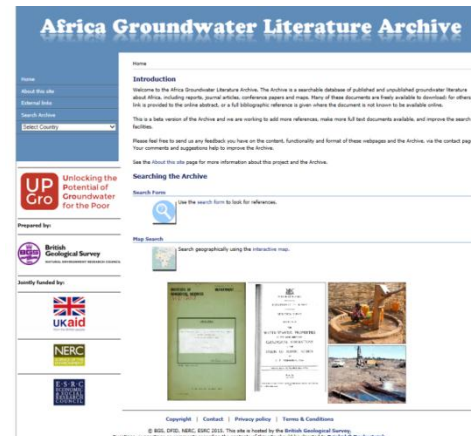 Africa Groundwater Literature Archive
Home
About this site
External links
Search Archive
Select Country
UP Gro
Unlocking the
Potential of
Groundwater
for the Poor
Prepared by:
British
Geological Survey
NATURAL ENVIRONMENT RESEARCH COUNCIL
Jointly funded by:
UKaid
NERC
E·S·R·C
ECONOMIC
& SOCIAL
RESEARCH
COUNCIL
Home
Introduction
Welcome to the Africa Groundwater Literature Archive. The Archive is a searchable database of published and unpublished groundwater literature
about Africa, including reports, journal articles, conference papers and maps. Many of these documents are freely available to download: for others
link is provided to the online abstract, or a full bibliographic reference is given where the document is not known to be available online.
This is a beta version of the Archive and we are working to add more references, make more full text documents available, and improve the search
facilities.
Please feel free to send us any feedback you have on the content, functionality and format of these webpages and the Archive, via the contact pag
Your comments and suggestions help to improve the Archive.
See the About this site page for more information about this project and the Archive.
Searching the Archive
Search Form
Use the search form to look for references.
Map Search
Search geographically using the interactive map.
Copyright | Contact | Privacy policy | Terms & Conditions
© BGS, DFID, NERC, ESRC 2015. This site is hosted by the British Geological Survey.